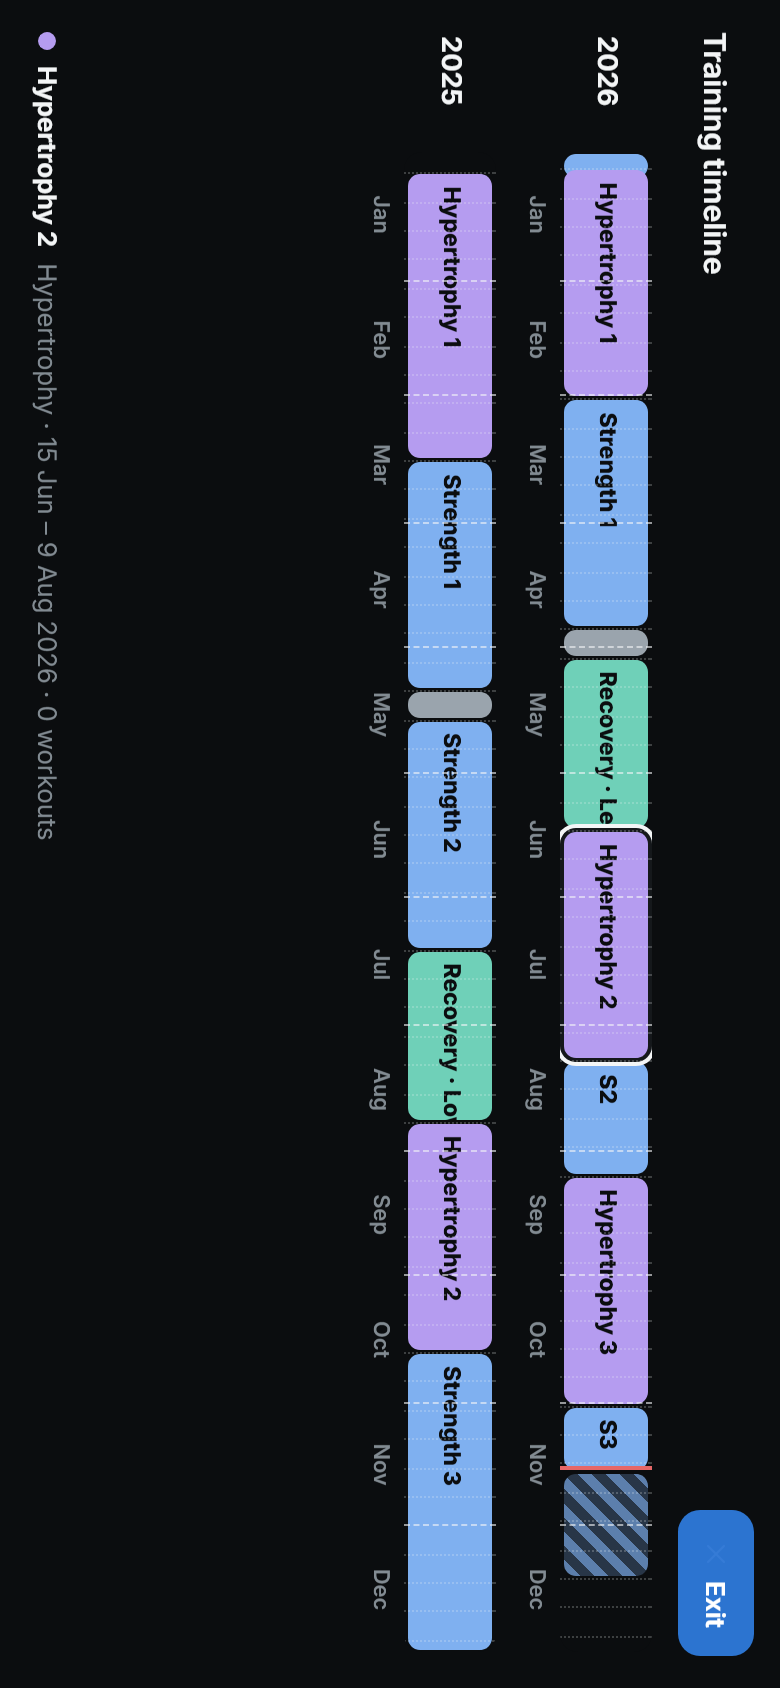 Training timeline
× Exit
2026
Hypertrophy 1
Strength 1
Recovery · Le
Hypertrophy 2
S2
Hypertrophy 3
S3
Jan Feb Mar Apr May Jun Jul Aug Sep Oct Nov Dec
2025
Hypertrophy 1
Strength 1
Strength 2
Recovery · Lo
Hypertrophy 2
Strength 3
Jan Feb Mar Apr May Jun Jul Aug Sep Oct Nov Dec
Hypertrophy 2 Hypertrophy · 15 Jun – 9 Aug 2026 · 0 workouts